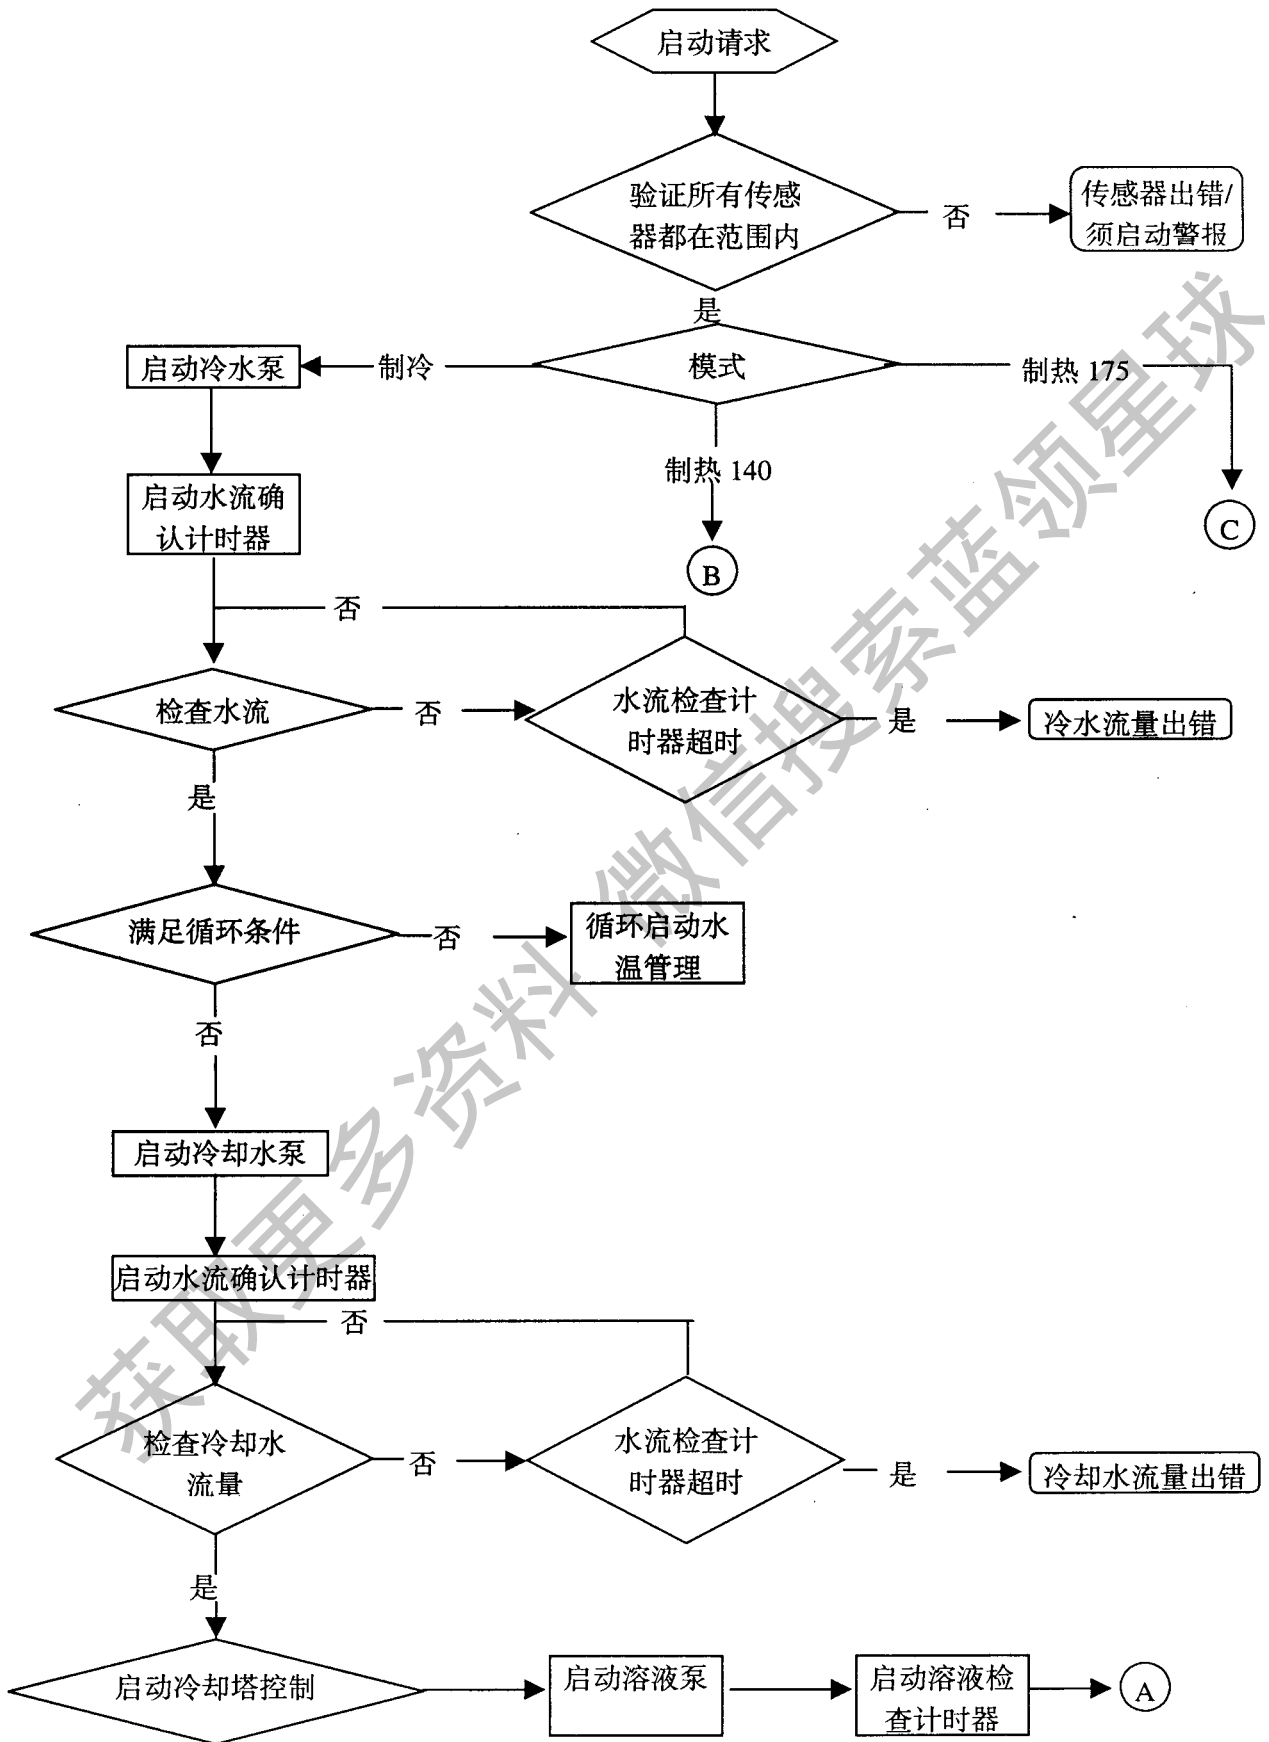 启动请求
验证所有传感
器都在范围内
否
传感器出错/
须启动警报
是
启动冷水泵
制冷
模式
制热 175
制热 140
启动水流确
认计时器
C
B
否
检查水流
否
水流检查计
时器超时
是
冷水流量出错
是
满足循环条件
否
循环启动水
温管理
否
启动冷却水泵
启动水流确认计时器
否
检查冷却水
流量
否
水流检查计
时器超时
是
冷却水流量出错
是
启动冷却塔控制
启动溶液泵
启动溶液检
查计时器
A
获取更多资料 微信搜索蓝领星球